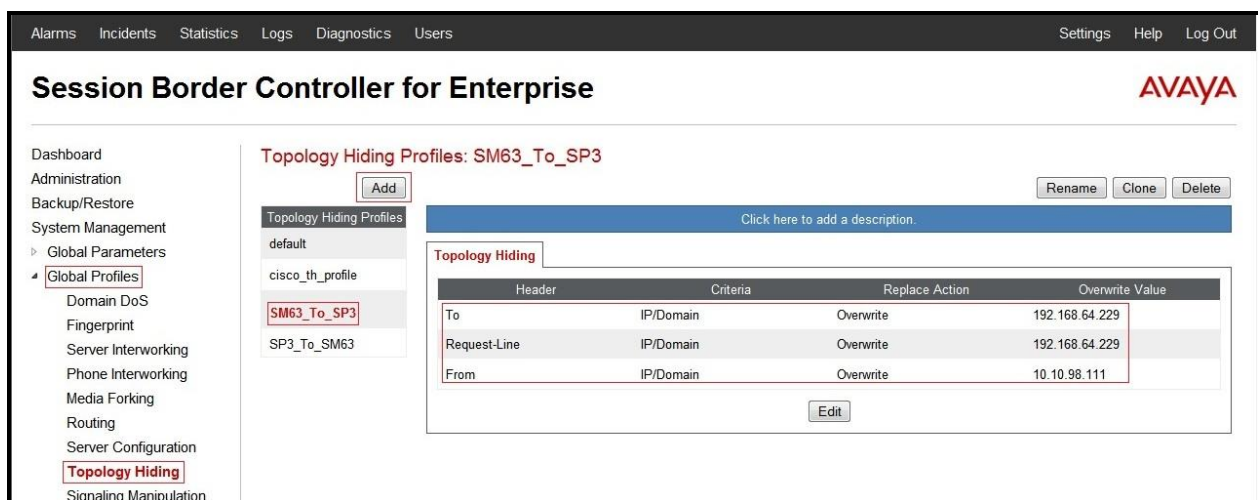 Alarms Incidents Statistics Logs Diagnostics Users Settings Help Log Out
Session Border Controller for Enterprise
AVAYA
Dashboard
Administration
Backup/Restore
System Management
Global Parameters
Global Profiles
Domain DoS
Fingerprint
Server Interworking
Phone Interworking
Media Forking
Routing
Server Configuration
Topology Hiding
Signaling Manipulation
Topology Hiding Profiles: SM63_To_SP3
Add
Rename Clone Delete
Topology Hiding Profiles
default
cisco_th_profile
SM63_To_SP3
SP3_To_SM63
Click here to add a description.
Topology Hiding
Header Criteria Replace Action Overwrite Value
To IP/Domain Overwrite 192.168.64.229
Request-Line IP/Domain Overwrite 192.168.64.229
From IP/Domain Overwrite 10.10.98.111
Edit